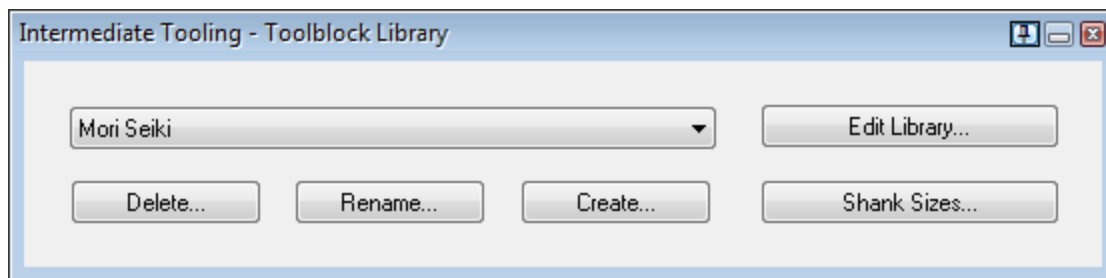 Intermediate Tooling - Toolblock Library
Mori Seiki
Edit Library...
Delete...
Rename...
Create...
Shank Sizes...